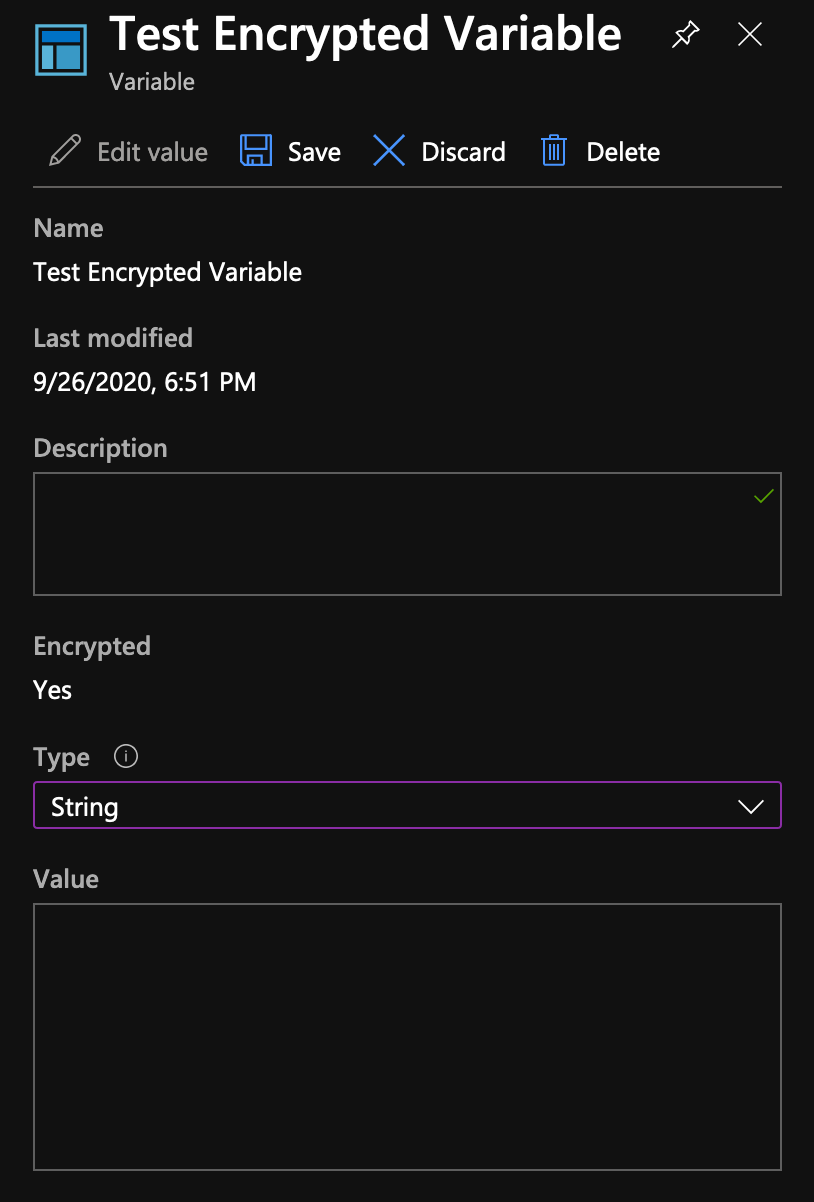 Test Encrypted Variable
Variable
Edit value Save Discard Delete
Name
Test Encrypted Variable
Last modified
9/26/2020, 6:51 PM
Description
Encrypted
Yes
Type
String
Value